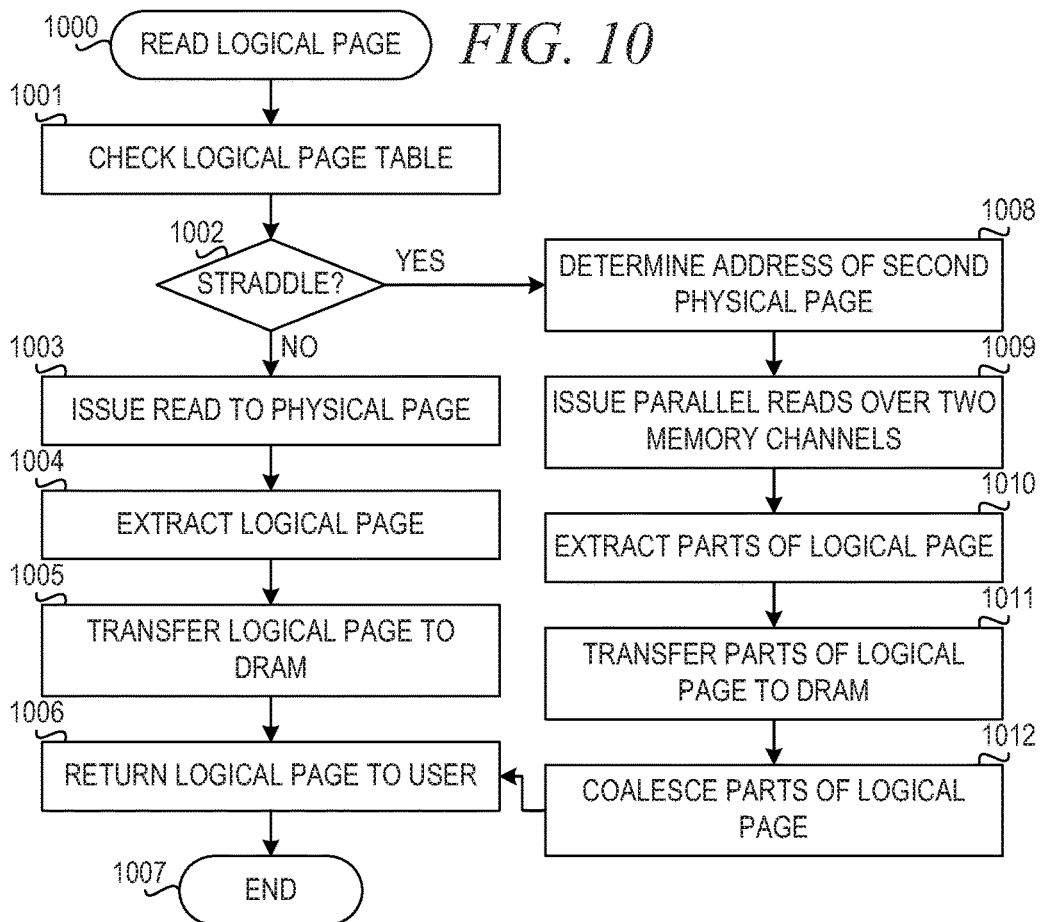 1000
READ LOGICAL PAGE
FIG. 10
1001
CHECK LOGICAL PAGE TABLE
1002
STRADDLE?
YES
NO
1003
ISSUE READ TO PHYSICAL PAGE
1004
EXTRACT LOGICAL PAGE
1005
TRANSFER LOGICAL PAGE TO
DRAM
1006
RETURN LOGICAL PAGE TO USER
1007
END
1008
DETERMINE ADDRESS OF SECOND
PHYSICAL PAGE
1009
ISSUE PARALLEL READS OVER TWO
MEMORY CHANNELS
1010
EXTRACT PARTS OF LOGICAL PAGE
1011
TRANSFER PARTS OF LOGICAL
PAGE TO DRAM
1012
COALESCE PARTS OF LOGICAL
PAGE